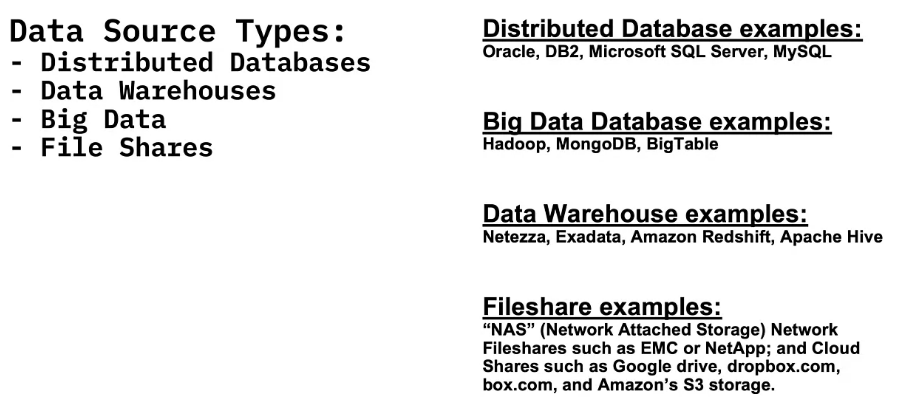 Data Source Types:
- Distributed Databases
- Data Warehouses
- Big Data
- File Shares
Distributed Database examples:
Oracle, DB2, Microsoft SQL Server, MySQL
Big Data Database examples:
Hadoop, MongoDB, BigTable
Data Warehouse examples:
Netezza, Exadata, Amazon Redshift, Apache Hive
Fileshare examples:
“NAS” (Network Attached Storage) Network
Fileshares such as EMC or NetApp; and Cloud
Shares such as Google drive, dropbox.com,
box.com, and Amazon’s S3 storage.